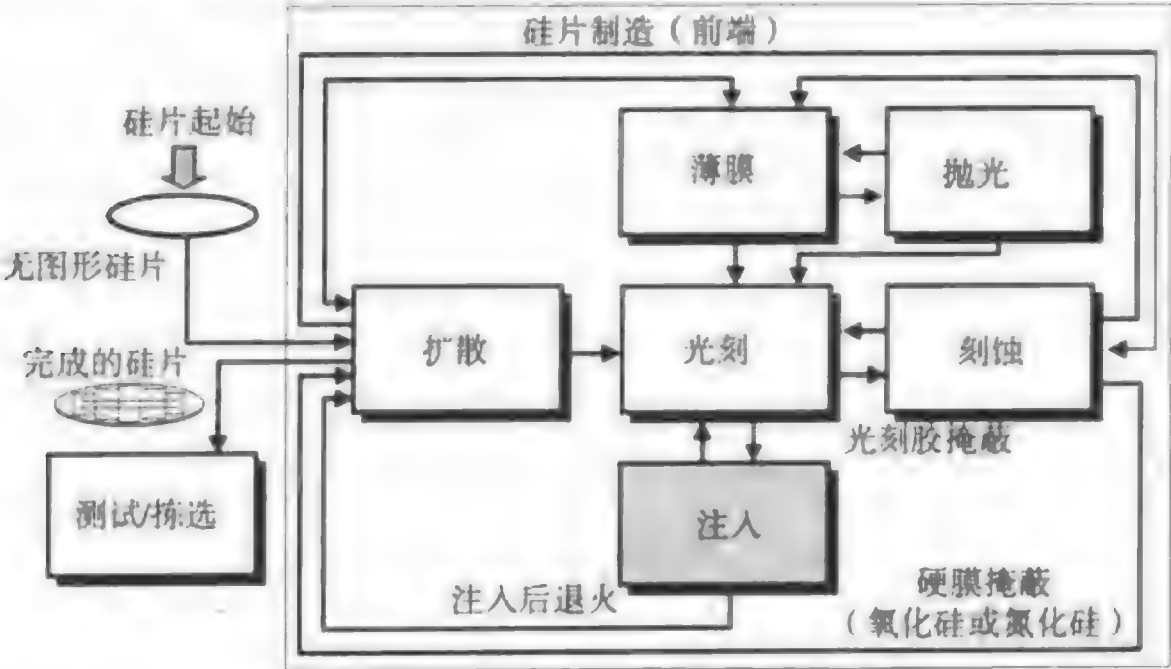 硅片制造（前端）
硅片起始
薄膜
抛光
无图形硅片
扩散
光刻
刻蚀
完成的硅片
光刻胶掩蔽
测试/拣选
注入
注入后退火
硬膜掩蔽
（氧化硅或氮化硅）